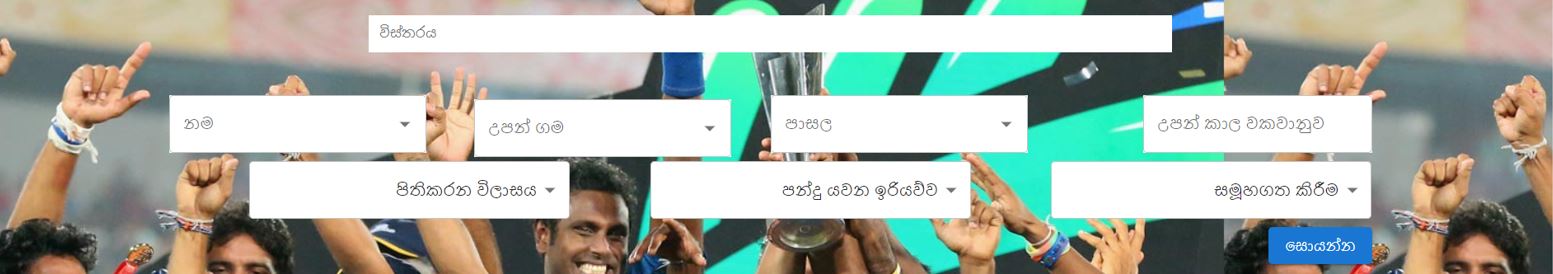 විස්තරය
නම
උපන් ගම
පාසල
උපන් කාල වකවානුව
පිතිකරන විලාසය
පන්දු යවන ඉරියව්ව
සමූහගත කිරීම
සොයන්න